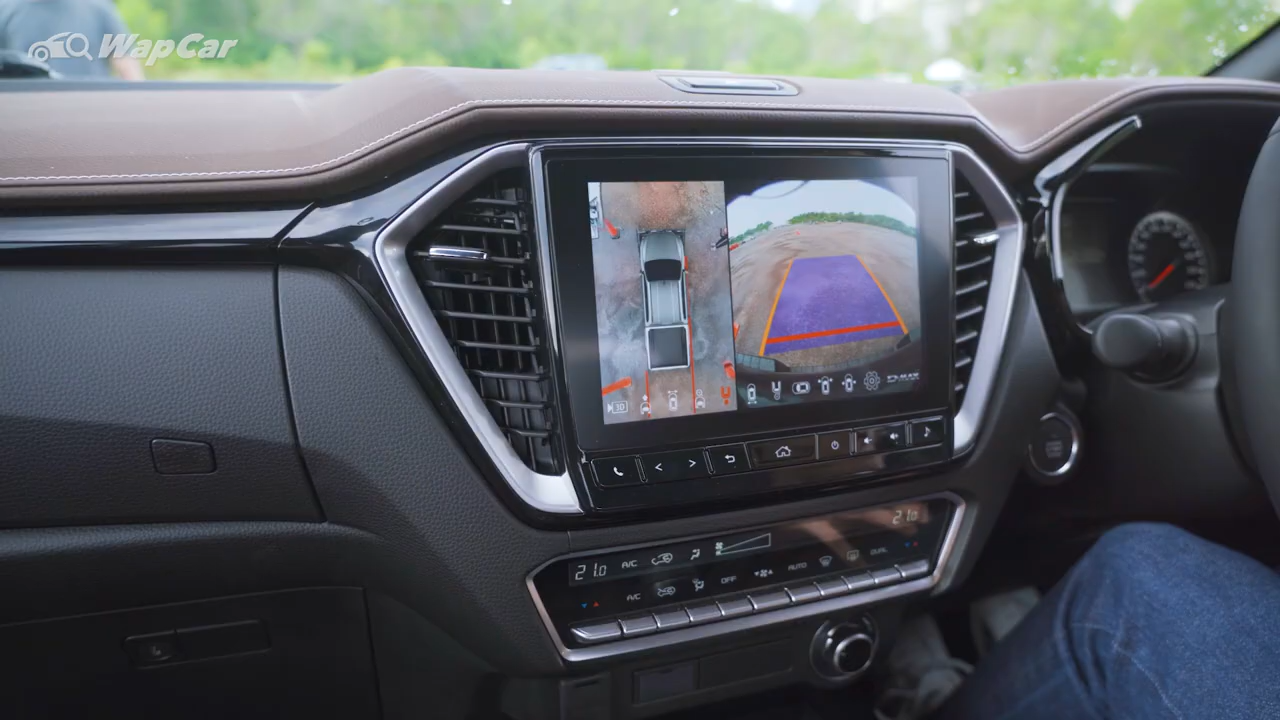 WapCar
3D
D-MAX
21.0
21.0 A/C
A/C OFF AUTO DUAL